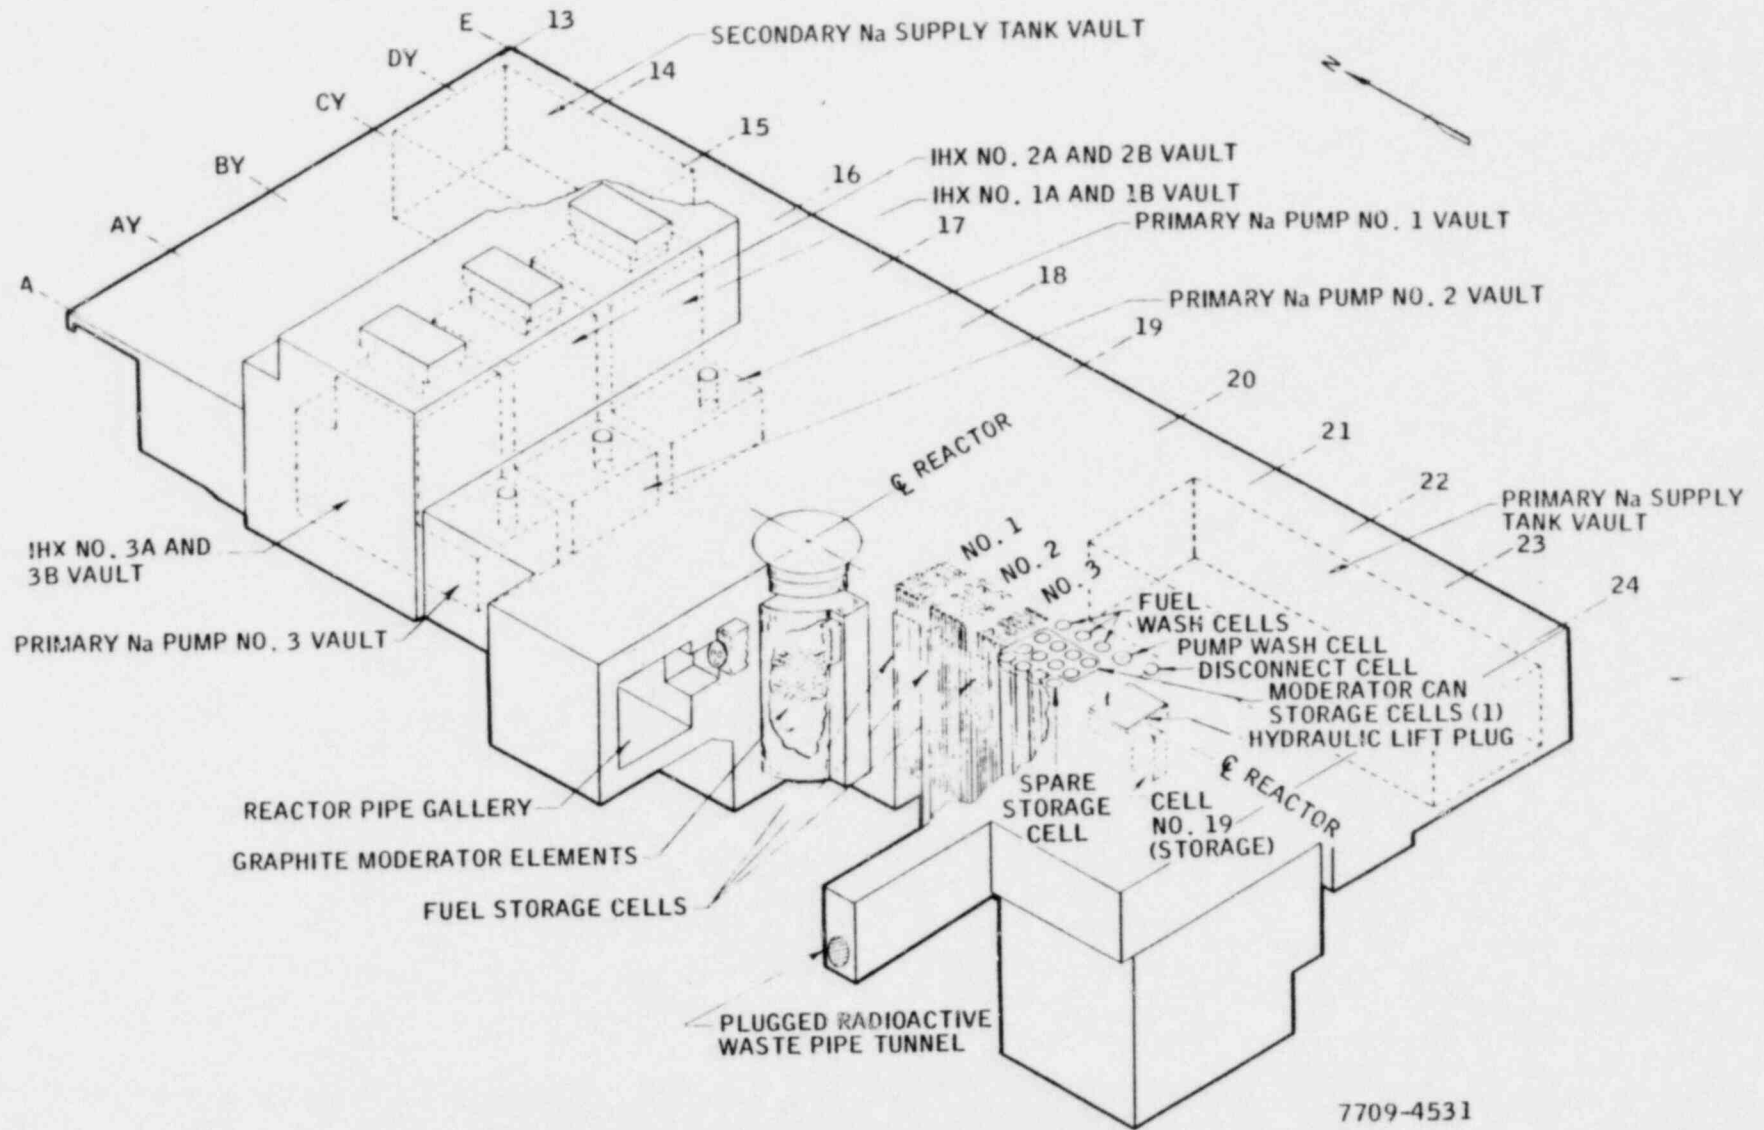 E
13
SECONDARY Na SUPPLY TANK VAULT
DY
14
CY
15
N
BY
16
IHX NO. 2A AND 2B VAULT
AY
IHX NO. 1A AND 1B VAULT
17
PRIMARY Na PUMP NO. 1 VAULT
A
18
PRIMARY Na PUMP NO. 2 VAULT
19
20
21
℄ REACTOR
22
PRIMARY Na SUPPLY
TANK VAULT
23
24
IHX NO. 3A AND
3B VAULT
PRIMARY Na PUMP NO. 3 VAULT
NO. 1
NO. 2
NO. 3
FUEL
WASH CELLS
PUMP WASH CELL
DISCONNECT CELL
MODERATOR CAN
STORAGE CELLS (1)
HYDRAULIC LIFT PLUG
℄ REACTOR
SPARE
STORAGE
CELL
CELL
NO. 19
(STORAGE)
REACTOR PIPE GALLERY
GRAPHITE MODERATOR ELEMENTS
FUEL STORAGE CELLS
PLUGGED RADIOACTIVE
WASTE PIPE TUNNEL
7709-4531